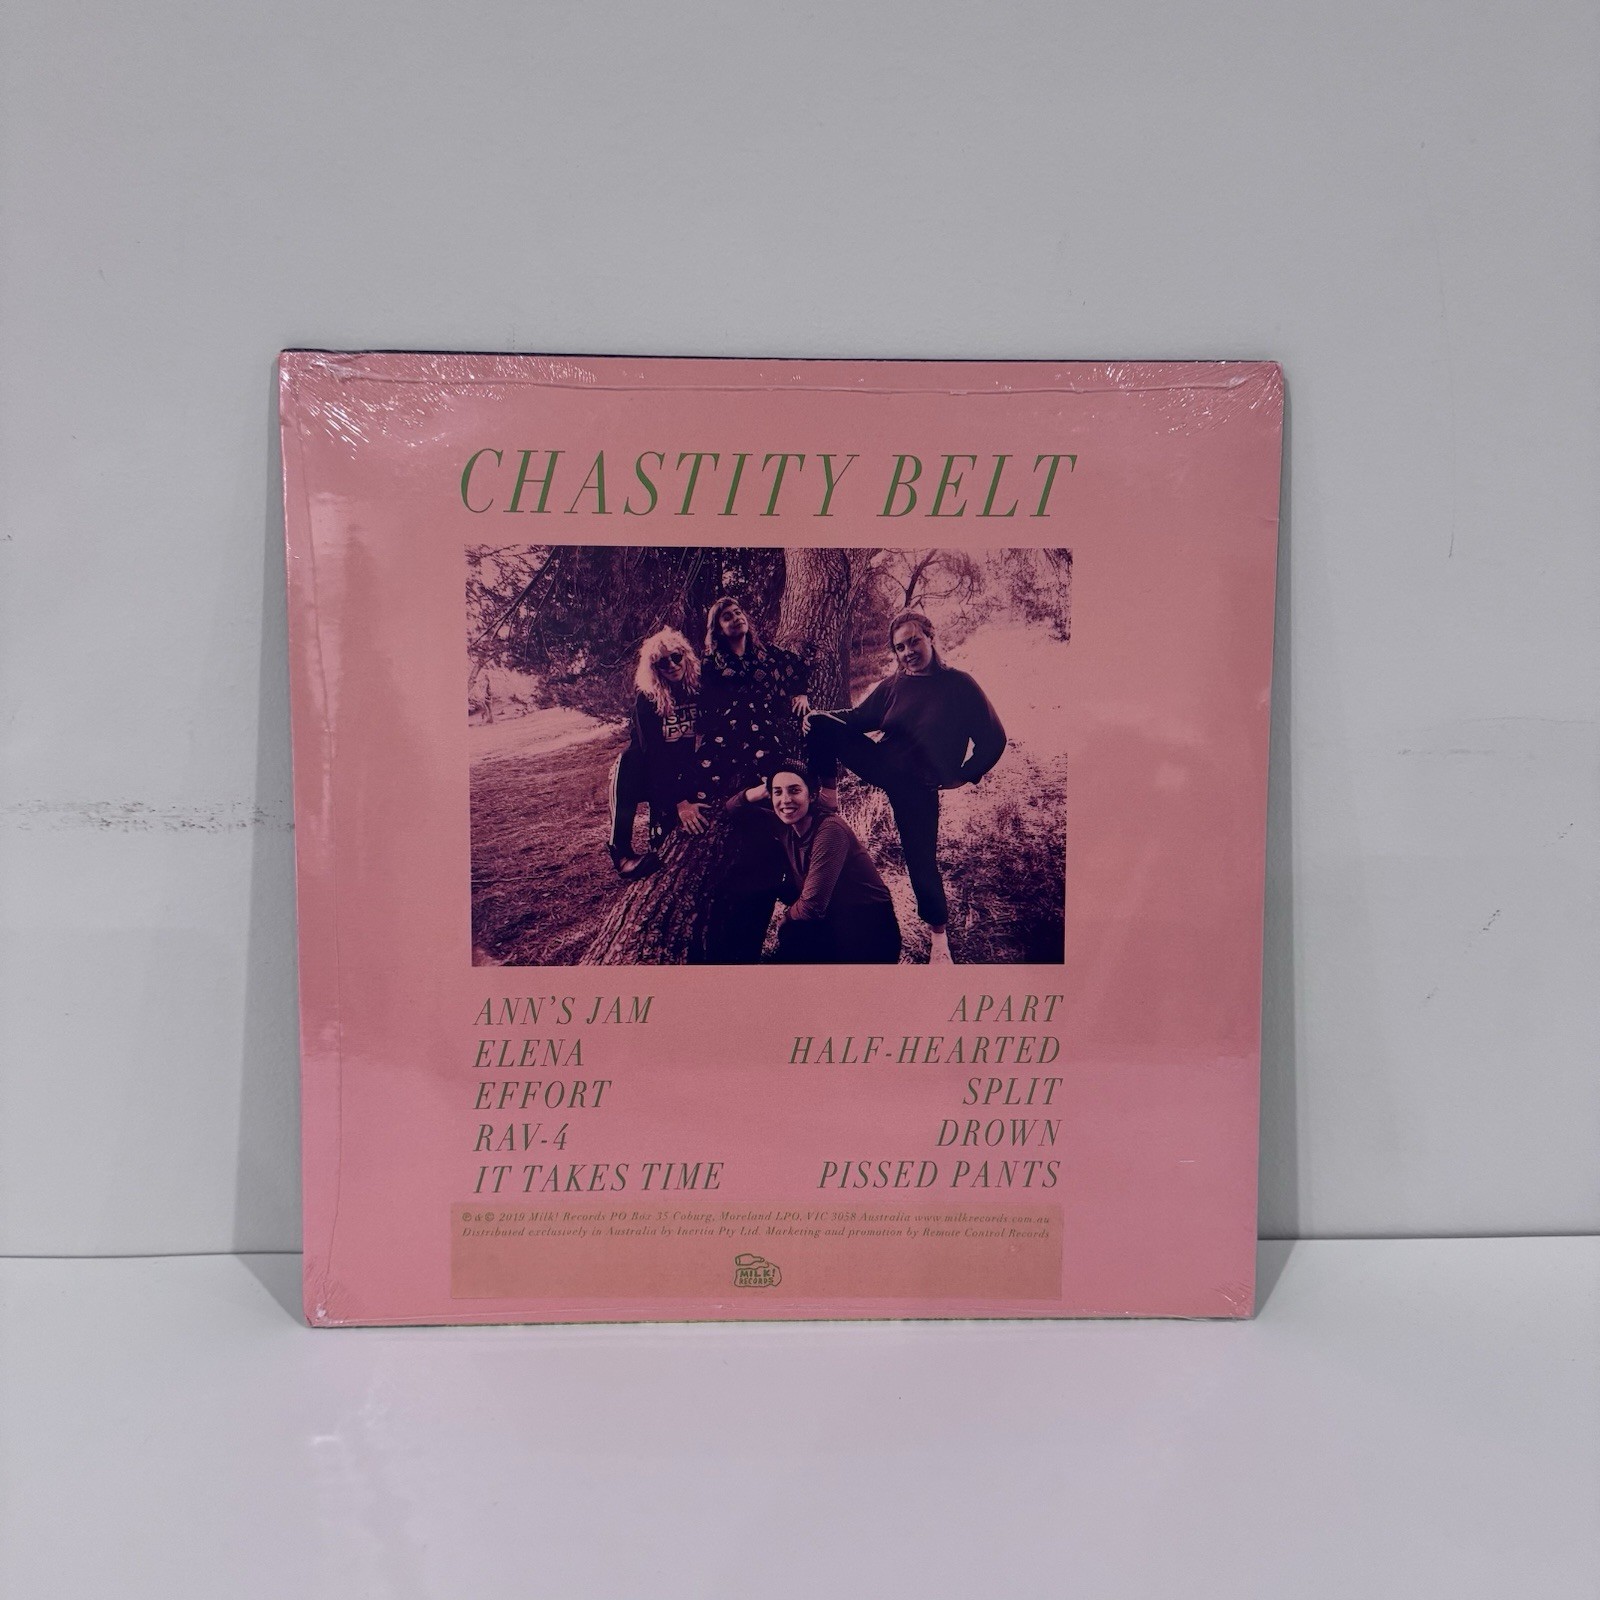 CHASTITY BELT
SUB
POP
ANN'S JAM
ELENA
EFFORT
RAV-4
IT TAKES TIME
APART
HALF-HEARTED
SPLIT
DROWN
PISSED PANTS
℗ & © 2019 Milk! Records PO Box 35 Coburg, Moreland LPO, VIC 3058 Australia www.milkrecords.com.au
Distributed exclusively in Australia by Inertia Pty Ltd. Marketing and promotion by Remote Control Records
MILK!
RECORDS